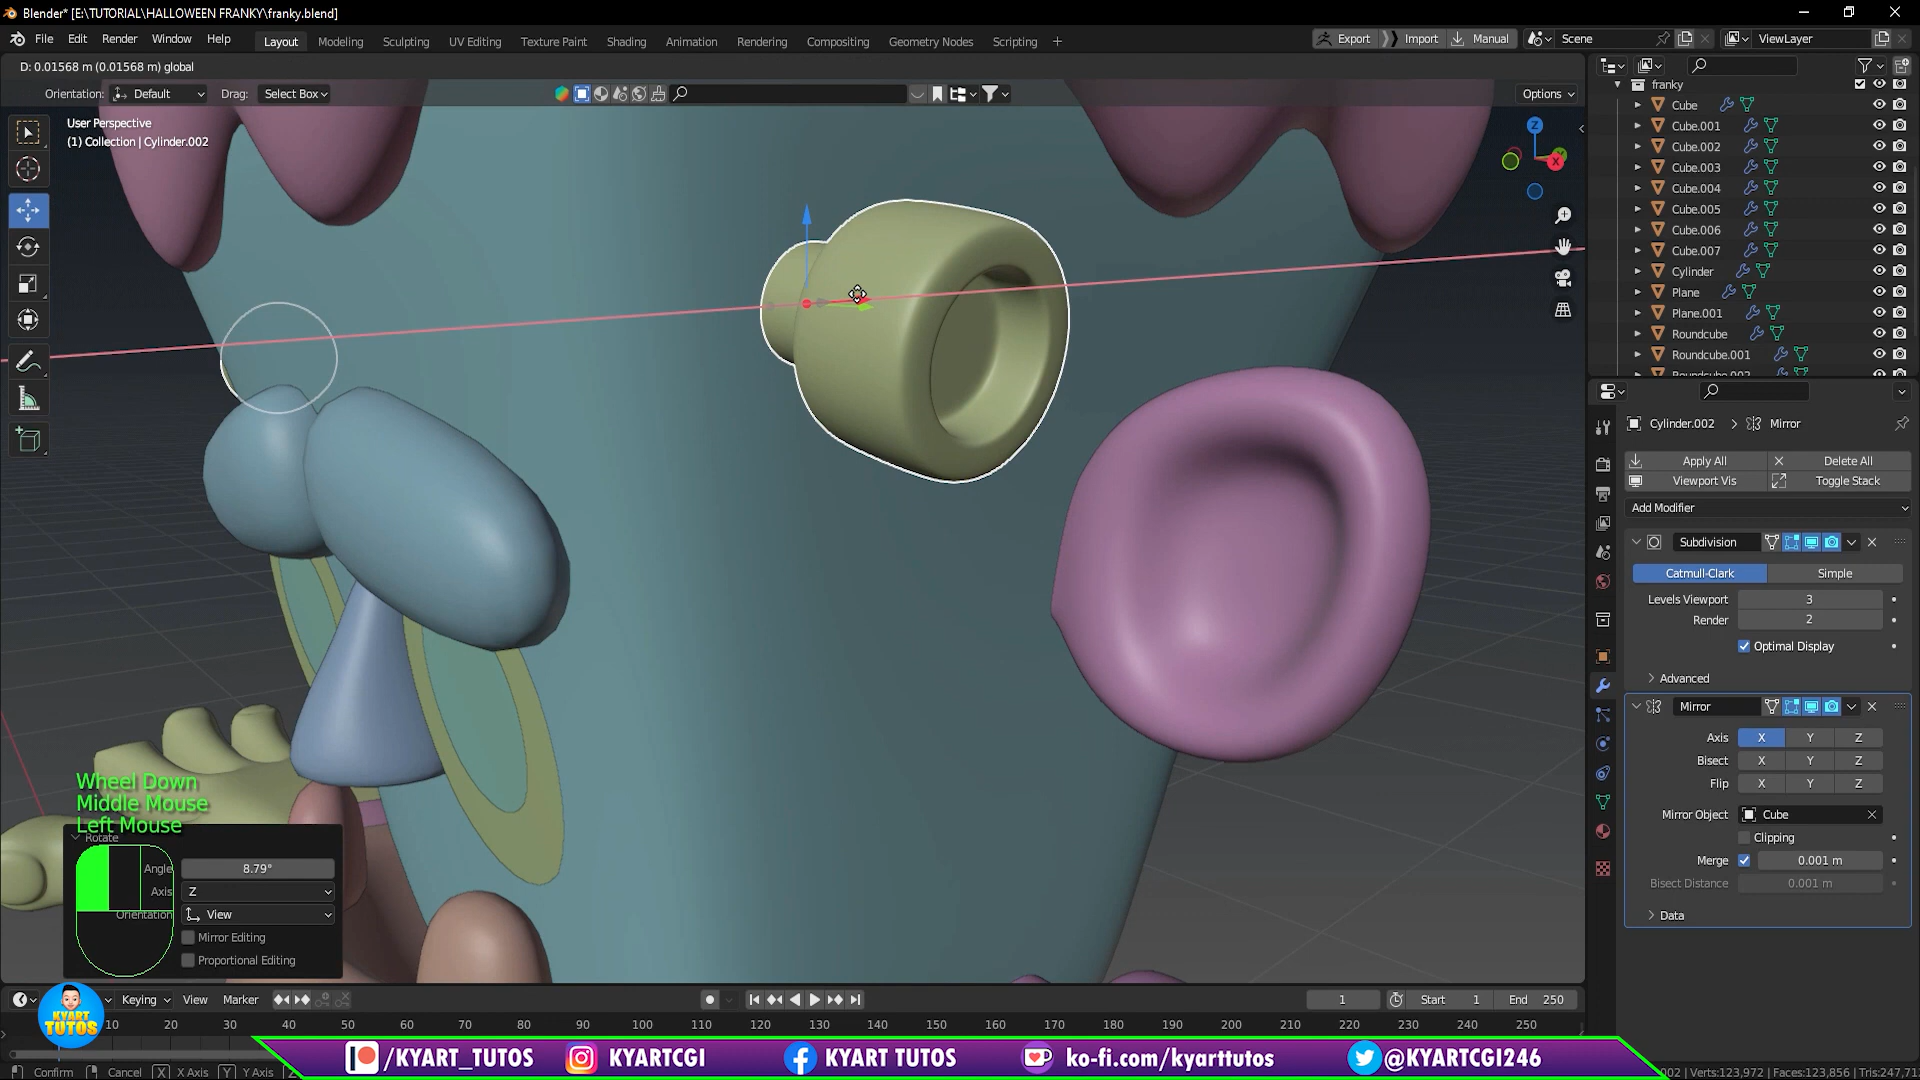 Blender* [E:\TUTORIAL\HALLOWEEN FRANKY\franky.blend]
File Edit Render Window Help
Layout Modeling Sculpting UV Editing Texture Paint Shading Animation Rendering Compositing Geometry Nodes Scripting +
Export Import Manual Scene ViewLayer
D: 0.01568 m (0.01568 m) global
Orientation: Default Drag: Select Box Options
User Perspective
(1) Collection | Cylinder.002
Z
X
franky
Cube
Cube.001
Cube.002
Cube.003
Cube.004
Cube.005
Cube.006
Cube.007
Cylinder
Plane
Plane.001
Roundcube
Roundcube.001
Roundcube.002
Cylinder.002 > Mirror
Apply All Delete All
Viewport Vis Toggle Stack
Add Modifier
Subdivision
Catmull-Clark Simple
Levels Viewport 3
Render 2
Optimal Display
Advanced
Mirror
Axis X Y Z
Bisect X Y Z
Flip X Y Z
Mirror Object Cube
Clipping
Merge 0.001 m
Bisect Distance 0.001 m
Data
Wheel Down
Middle Mouse
Left Mouse
Rotate
Angle 8.79°
Axis Z
Orientation View
Mirror Editing
Proportional Editing
Keying View Marker 1 Start 1 End 250
10 20 30 40 50 60 70 80 90 100 110 120 130 140 150 160 170 180 190 200 210 220 230 240 250
KYART TUTOS
/KYART_TUTOS KYARTCGI KYART TUTOS ko-fi.com/kyarttutos @KYARTCGI246
Confirm Cancel X X Axis Y Y Axis
002 | Verts:123,972 | Faces:123,856 | Tris:247,71